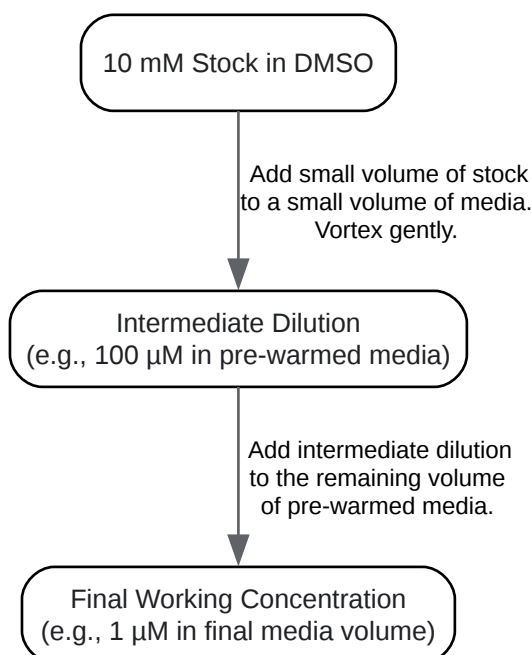 10 mM Stock in DMSO
Add small volume of stock
to a small volume of media.
Vortex gently.
Intermediate Dilution
(e.g., 100 µM in pre-warmed media)
Add intermediate dilution
to the remaining volume
of pre-warmed media.
Final Working Concentration
(e.g., 1 µM in final media volume)